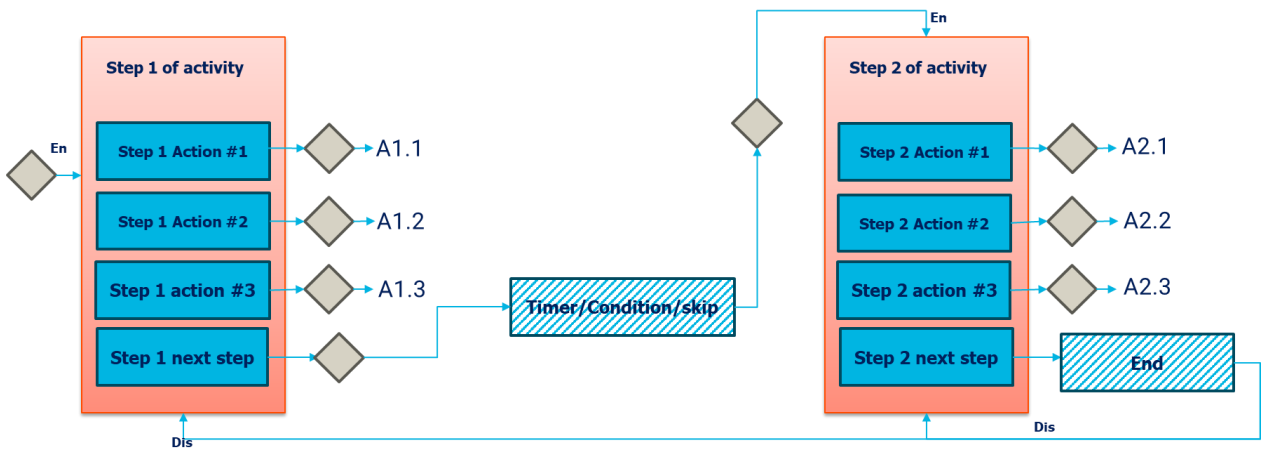 En
Step 1 of activity
Step 1 Action #1
A1.1
Step 1 Action #2
A1.2
Step 1 action #3
A1.3
Step 1 next step
Dis
Timer/Condition/skip
En
Step 2 of activity
Step 2 Action #1
A2.1
Step 2 Action #2
A2.2
Step 2 action #3
A2.3
Step 2 next step
End
Dis